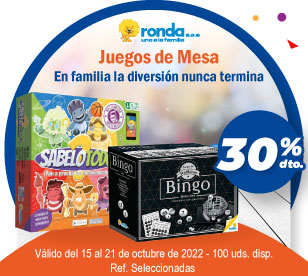 ronda...
une a la familia
Juegos de Mesa
En familia la diversión nunca termina
SABELOTODO
Bingo
30%
dto.
Válido del 15 al 21 de octubre de 2022 - 100 uds. disp.
Ref. Seleccionadas